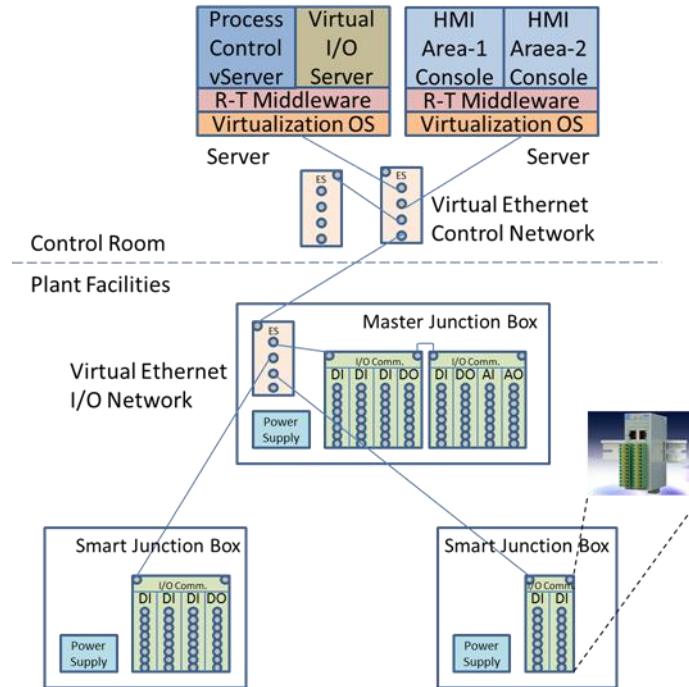 Process
Control
vServer
Virtual
I/O
Server
R-T Middleware
Virtualization OS
HMI
Area-1
Console
HMI
Araea-2
Console
R-T Middleware
Virtualization OS
Server
Server
ES
ES
Virtual Ethernet
Control Network
Control Room
Plant Facilities
Master Junction Box
ES
Virtual Ethernet
I/O Network
I/O Comm.
DI DI DI DO
I/O Comm.
DI DO AI AO
Power
Supply
Smart Junction Box
I/O Comm.
DI DI DI DO
Power
Supply
Smart Junction Box
I/O Comm.
DI DI
Power
Supply